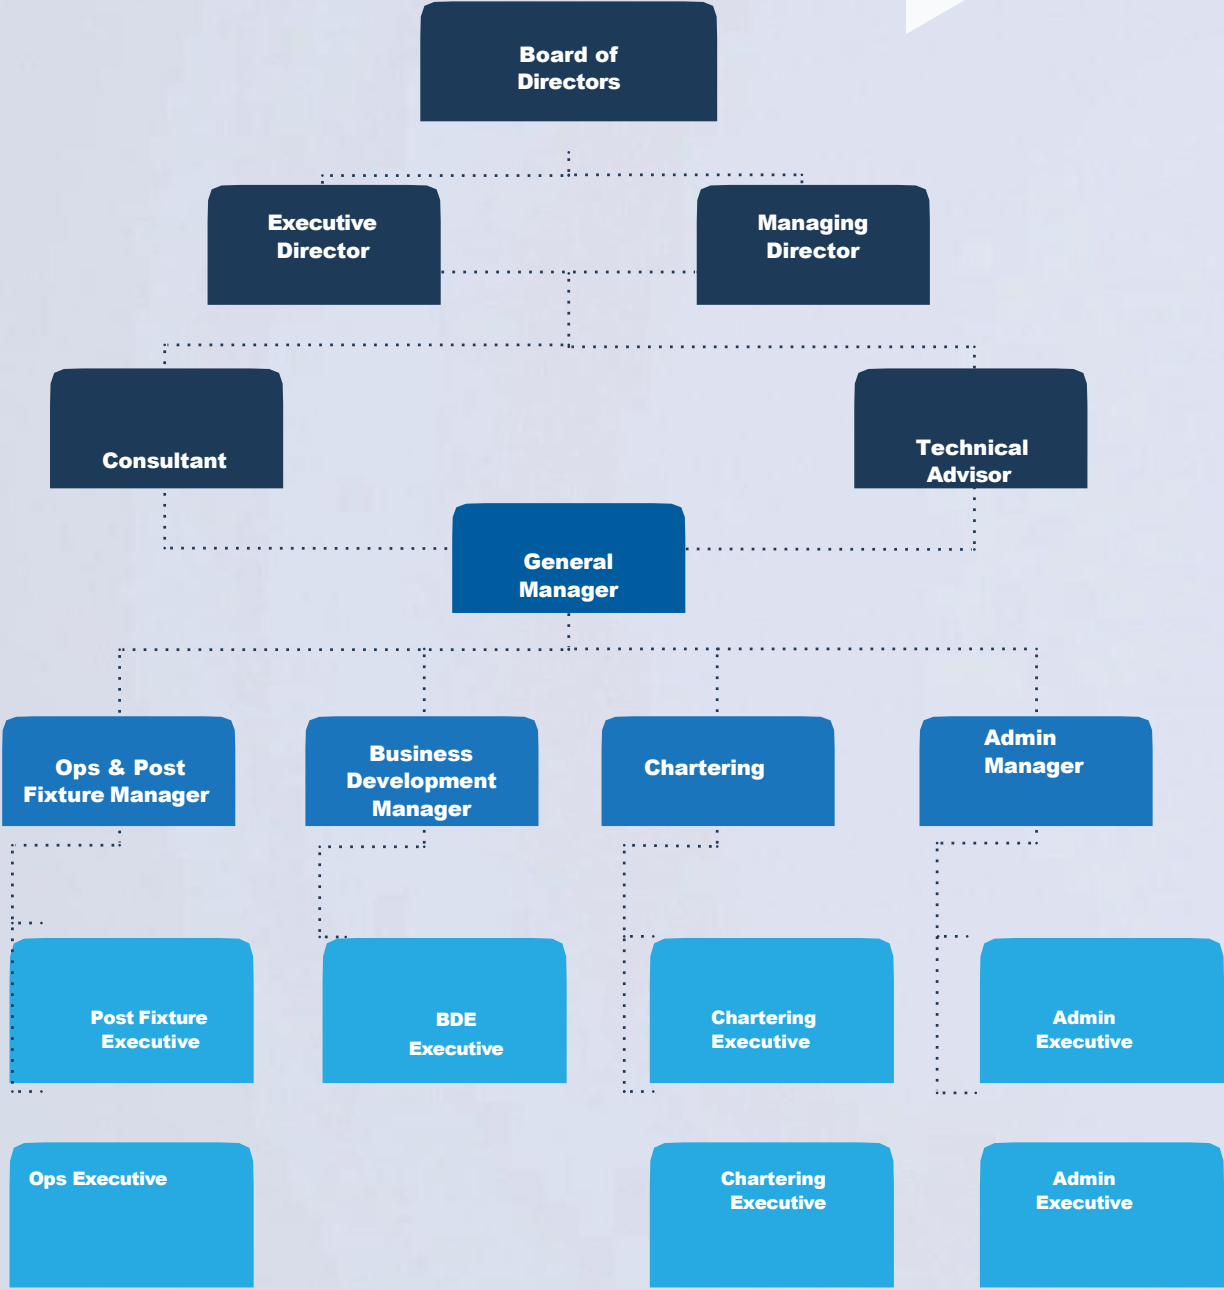 Board of
Directors
Executive
Director
Managing
Director
Consultant
Technical
Advisor
General
Manager
Ops & Post
Fixture Manager
Business
Development
Manager
Chartering
Admin
Manager
Post Fixture
Executive
BDE
Executive
Chartering
Executive
Admin
Executive
Ops Executive
Chartering
Executive
Admin
Executive